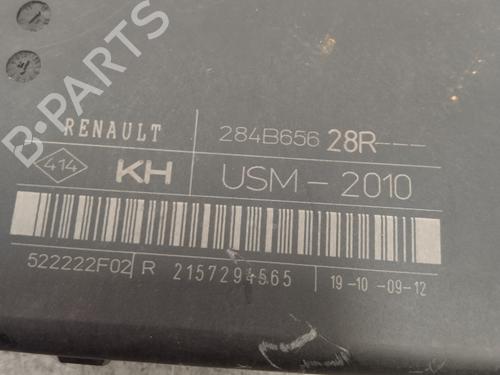 RENAULT 284B656 28R---
414 KH USM-2010
522222F02 R 2157294565 19-10-09-12
B-PARTS